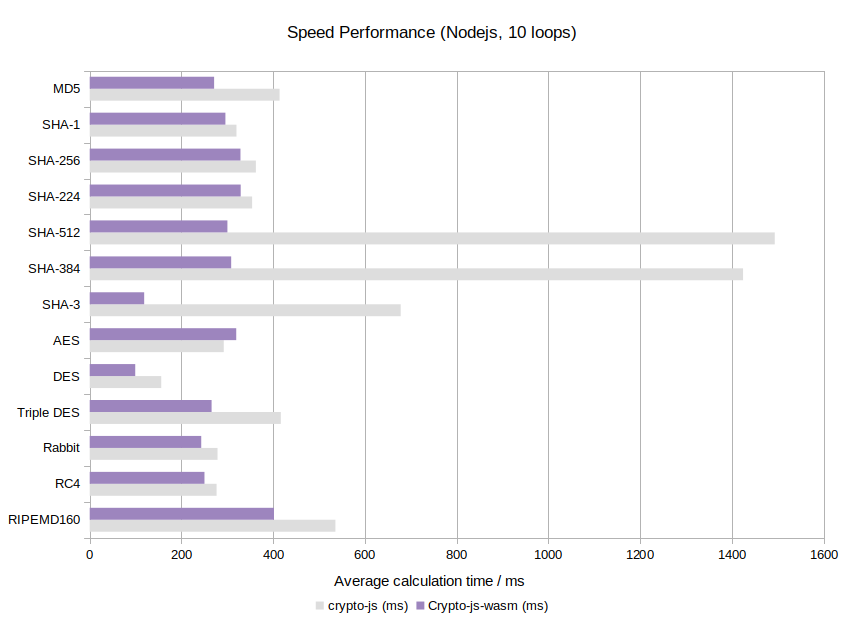 Speed Performance (Nodejs, 10 loops)
MD5
SHA-1
SHA-256
SHA-224
SHA-512
SHA-384
SHA-3
AES
DES
Triple DES
Rabbit
RC4
RIPEMD160
0 200 400 600 800 1000 1200 1400 1600
Average calculation time / ms
crypto-js (ms) Crypto-js-wasm (ms)